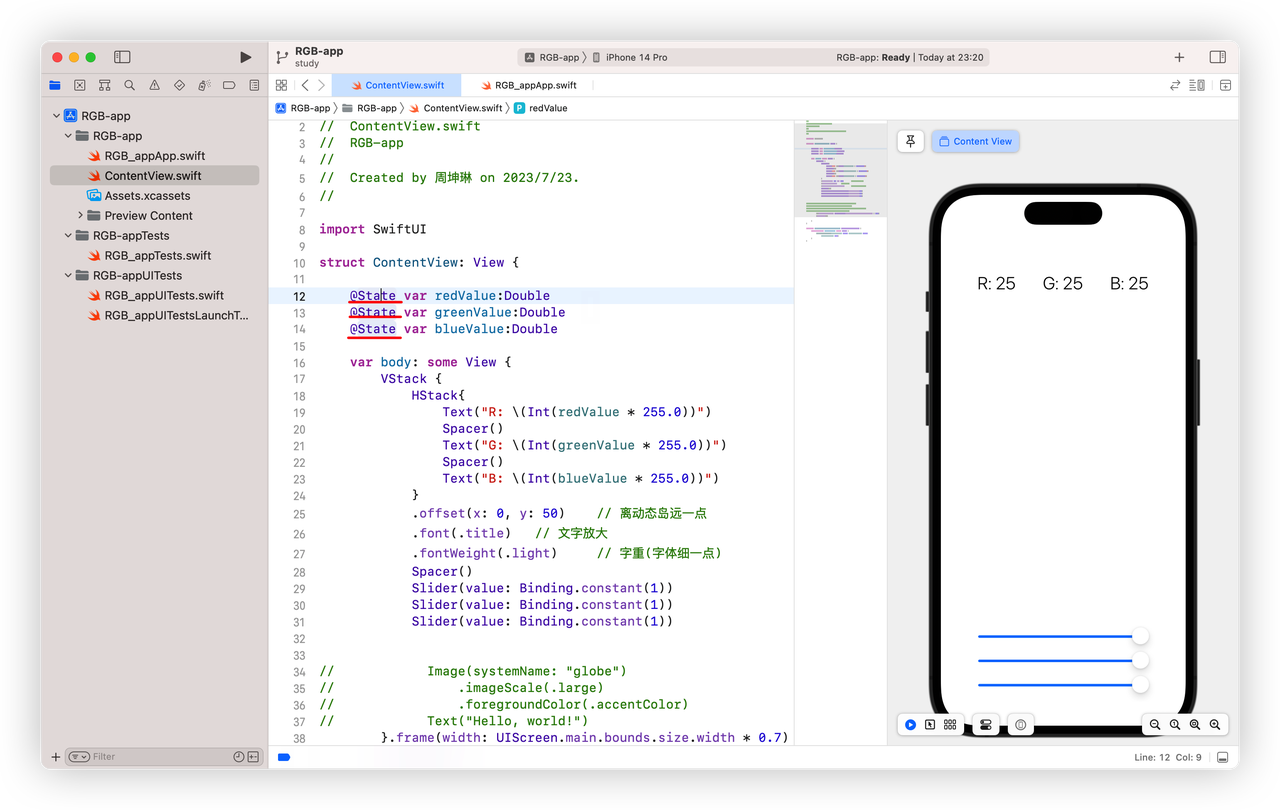 RGB-app
study
RGB-app
iPhone 14 Pro
RGB-app: Ready | Today at 23:20
ContentView.swift
RGB_appApp.swift
RGB-app
RGB-app
ContentView.swift
redValue
RGB-app
RGB-app
RGB_appApp.swift
ContentView.swift
Assets.xcassets
Preview Content
RGB-appTests
RGB_appTests.swift
RGB-appUITests
RGB_appUITests.swift
RGB_appUITestsLaunchT...
Filter
2 //  ContentView.swift
3 //  RGB-app
4 //
5 //  Created by 周坤琳 on 2023/7/23.
6 //
7
8 import SwiftUI
9
10 struct ContentView: View {
11
12     @State var redValue:Double
13     @State var greenValue:Double
14     @State var blueValue:Double
15
16     var body: some View {
17         VStack {
18             HStack{
19                 Text("R: \(Int(redValue * 255.0))")
20                 Spacer()
21                 Text("G: \(Int(greenValue * 255.0))")
22                 Spacer()
23                 Text("B: \(Int(blueValue * 255.0))")
24             }
25             .offset(x: 0, y: 50)    // 离动态岛远一点
26             .font(.title)   // 文字放大
27             .fontWeight(.light)     // 字重(字体细一点)
28             Spacer()
29             Slider(value: Binding.constant(1))
30             Slider(value: Binding.constant(1))
31             Slider(value: Binding.constant(1))
32
33
34 //            Image(systemName: "globe")
35 //                .imageScale(.large)
36 //                .foregroundColor(.accentColor)
37 //            Text("Hello, world!")
38         }.frame(width: UIScreen.main.bounds.size.width * 0.7)
Content View
R: 25 G: 25 B: 25
Line: 12 Col: 9